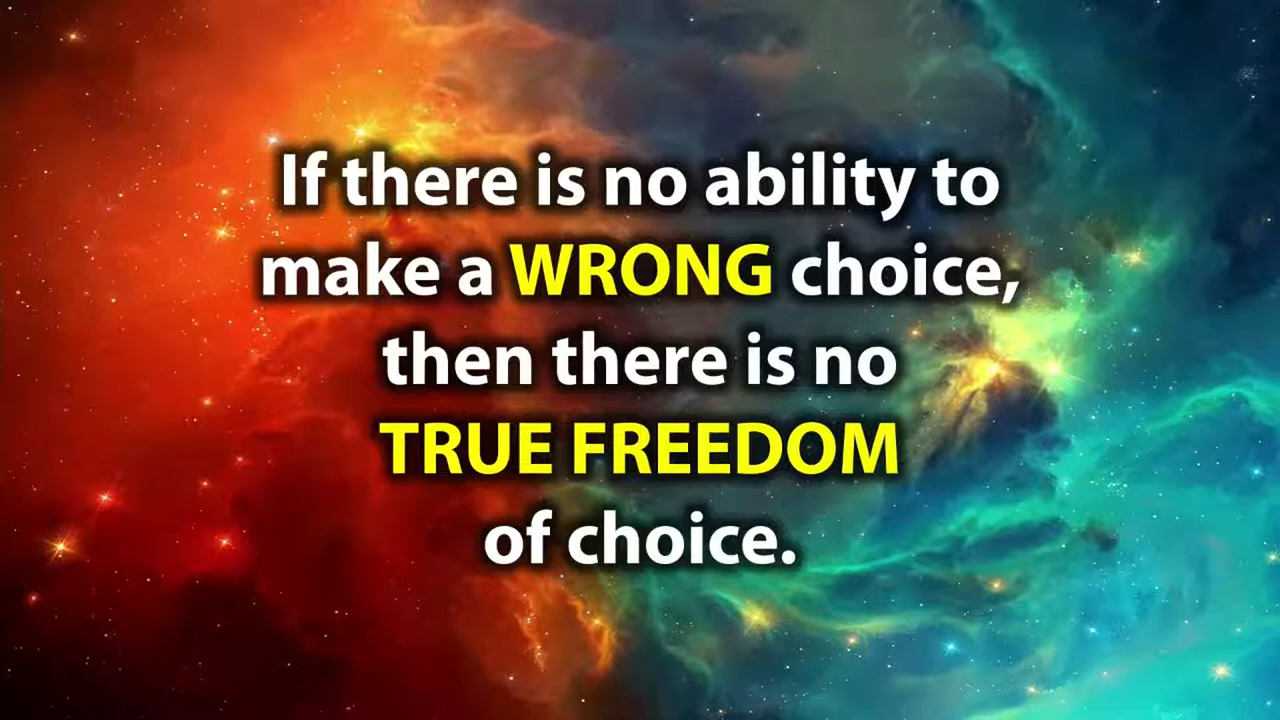 If there is no ability to
make a WRONG choice,
then there is no
TRUE FREEDOM
of choice.